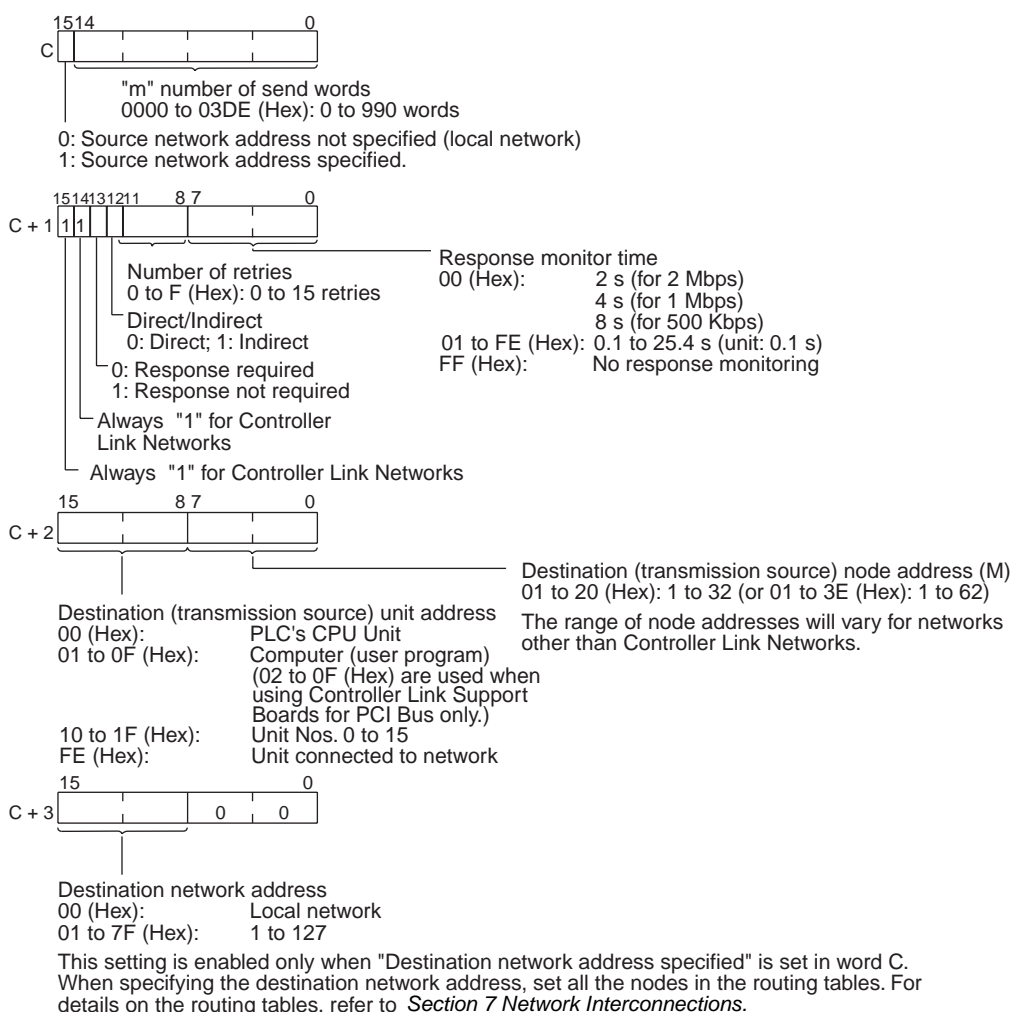 1514 0
C
"m" number of send words
0000 to 03DE (Hex): 0 to 990 words
0: Source network address not specified (local network)
1: Source network address specified.
15141312 11 8 7 0
C + 1 1 1
Response monitor time
00 (Hex): 2 s (for 2 Mbps)
4 s (for 1 Mbps)
8 s (for 500 Kbps)
01 to FE (Hex): 0.1 to 25.4 s (unit: 0.1 s)
FF (Hex): No response monitoring
Number of retries
0 to F (Hex): 0 to 15 retries
Direct/Indirect
0: Direct; 1: Indirect
0: Response required
1: Response not required
Always "1" for Controller
Link Networks
Always "1" for Controller Link Networks
15 8 7 0
C + 2
Destination (transmission source) node address (M)
01 to 20 (Hex): 1 to 32 (or 01 to 3E (Hex): 1 to 62)
The range of node addresses will vary for networks
other than Controller Link Networks.
Destination (transmission source) unit address
00 (Hex): PLC's CPU Unit
01 to 0F (Hex): Computer (user program)
(02 to 0F (Hex) are used when
using Controller Link Support
Boards for PCI Bus only.)
10 to 1F (Hex): Unit Nos. 0 to 15
FE (Hex): Unit connected to network
15 0
C + 3 0 0
Destination network address
00 (Hex): Local network
01 to 7F (Hex): 1 to 127
This setting is enabled only when "Destination network address specified" is set in word C.
When specifying the destination network address, set all the nodes in the routing tables. For
details on the routing tables, refer to Section 7 Network Interconnections.